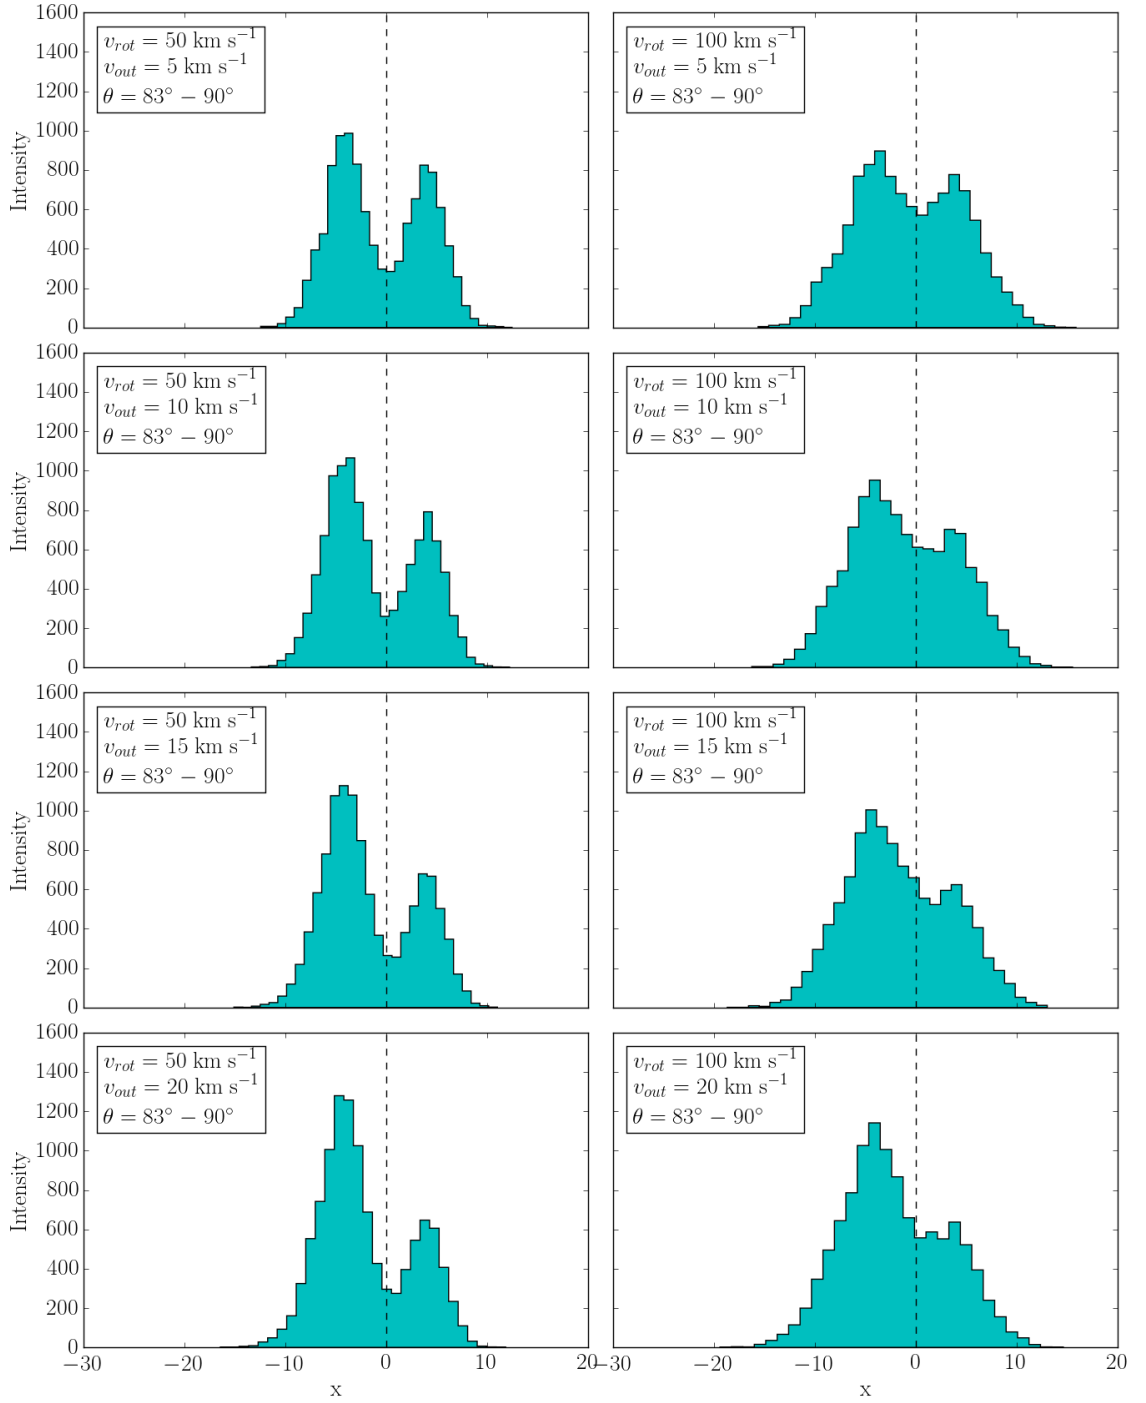 1600
1400
1200
1000
800
600
400
200
0
Intensity
v_rot = 50 km s⁻¹
v_out = 5 km s⁻¹
θ = 83° − 90°
v_rot = 100 km s⁻¹
v_out = 5 km s⁻¹
θ = 83° − 90°
1600
1400
1200
1000
800
600
400
200
0
Intensity
v_rot = 50 km s⁻¹
v_out = 10 km s⁻¹
θ = 83° − 90°
v_rot = 100 km s⁻¹
v_out = 10 km s⁻¹
θ = 83° − 90°
1600
1400
1200
1000
800
600
400
200
0
Intensity
v_rot = 50 km s⁻¹
v_out = 15 km s⁻¹
θ = 83° − 90°
v_rot = 100 km s⁻¹
v_out = 15 km s⁻¹
θ = 83° − 90°
1600
1400
1200
1000
800
600
400
200
0
Intensity
v_rot = 50 km s⁻¹
v_out = 20 km s⁻¹
θ = 83° − 90°
v_rot = 100 km s⁻¹
v_out = 20 km s⁻¹
θ = 83° − 90°
−30 −20 −10 0 10 20
−30 −20 −10 0 10 20
x
x